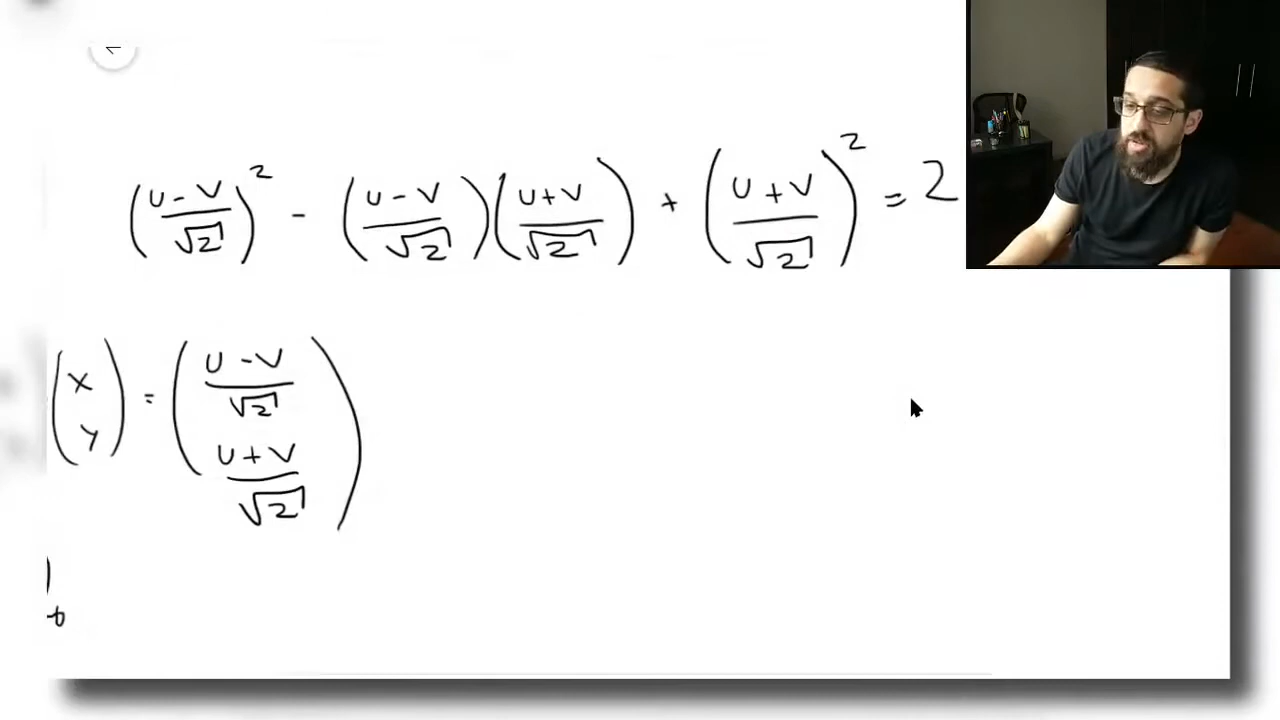 (U-V/√2)² - (U-V/√2)(U+V/√2) + (U+V/√2)² = 2
(x y) = (U-V/√2 U+V/√2)